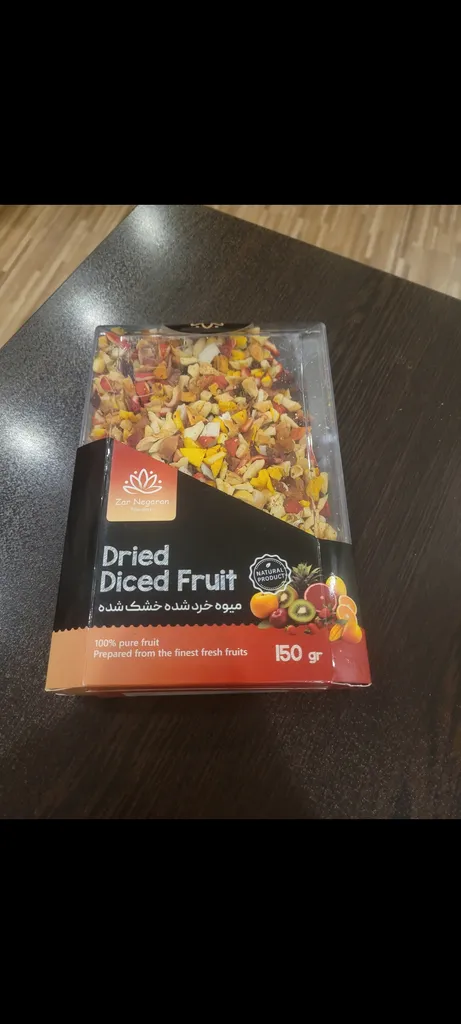 Zar Negaran
Dried
Diced Fruit
NATURAL
PRODUCT
میوه خرد شده خشک شده
100% pure fruit
Prepared from the finest fresh fruits
150 gr